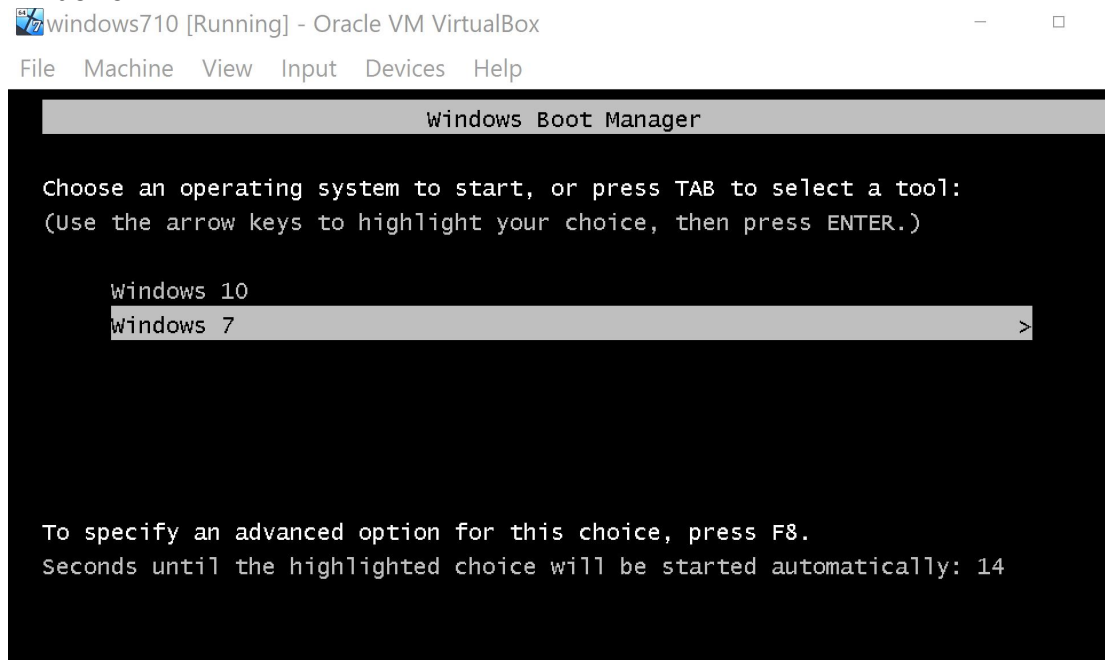 64
7
windows710 [Running] - Oracle VM VirtualBox
File Machine View Input Devices Help
Windows Boot Manager
Choose an operating system to start, or press TAB to select a tool:
(Use the arrow keys to highlight your choice, then press ENTER.)
Windows 10
Windows 7 >
To specify an advanced option for this choice, press F8.
Seconds until the highlighted choice will be started automatically: 14